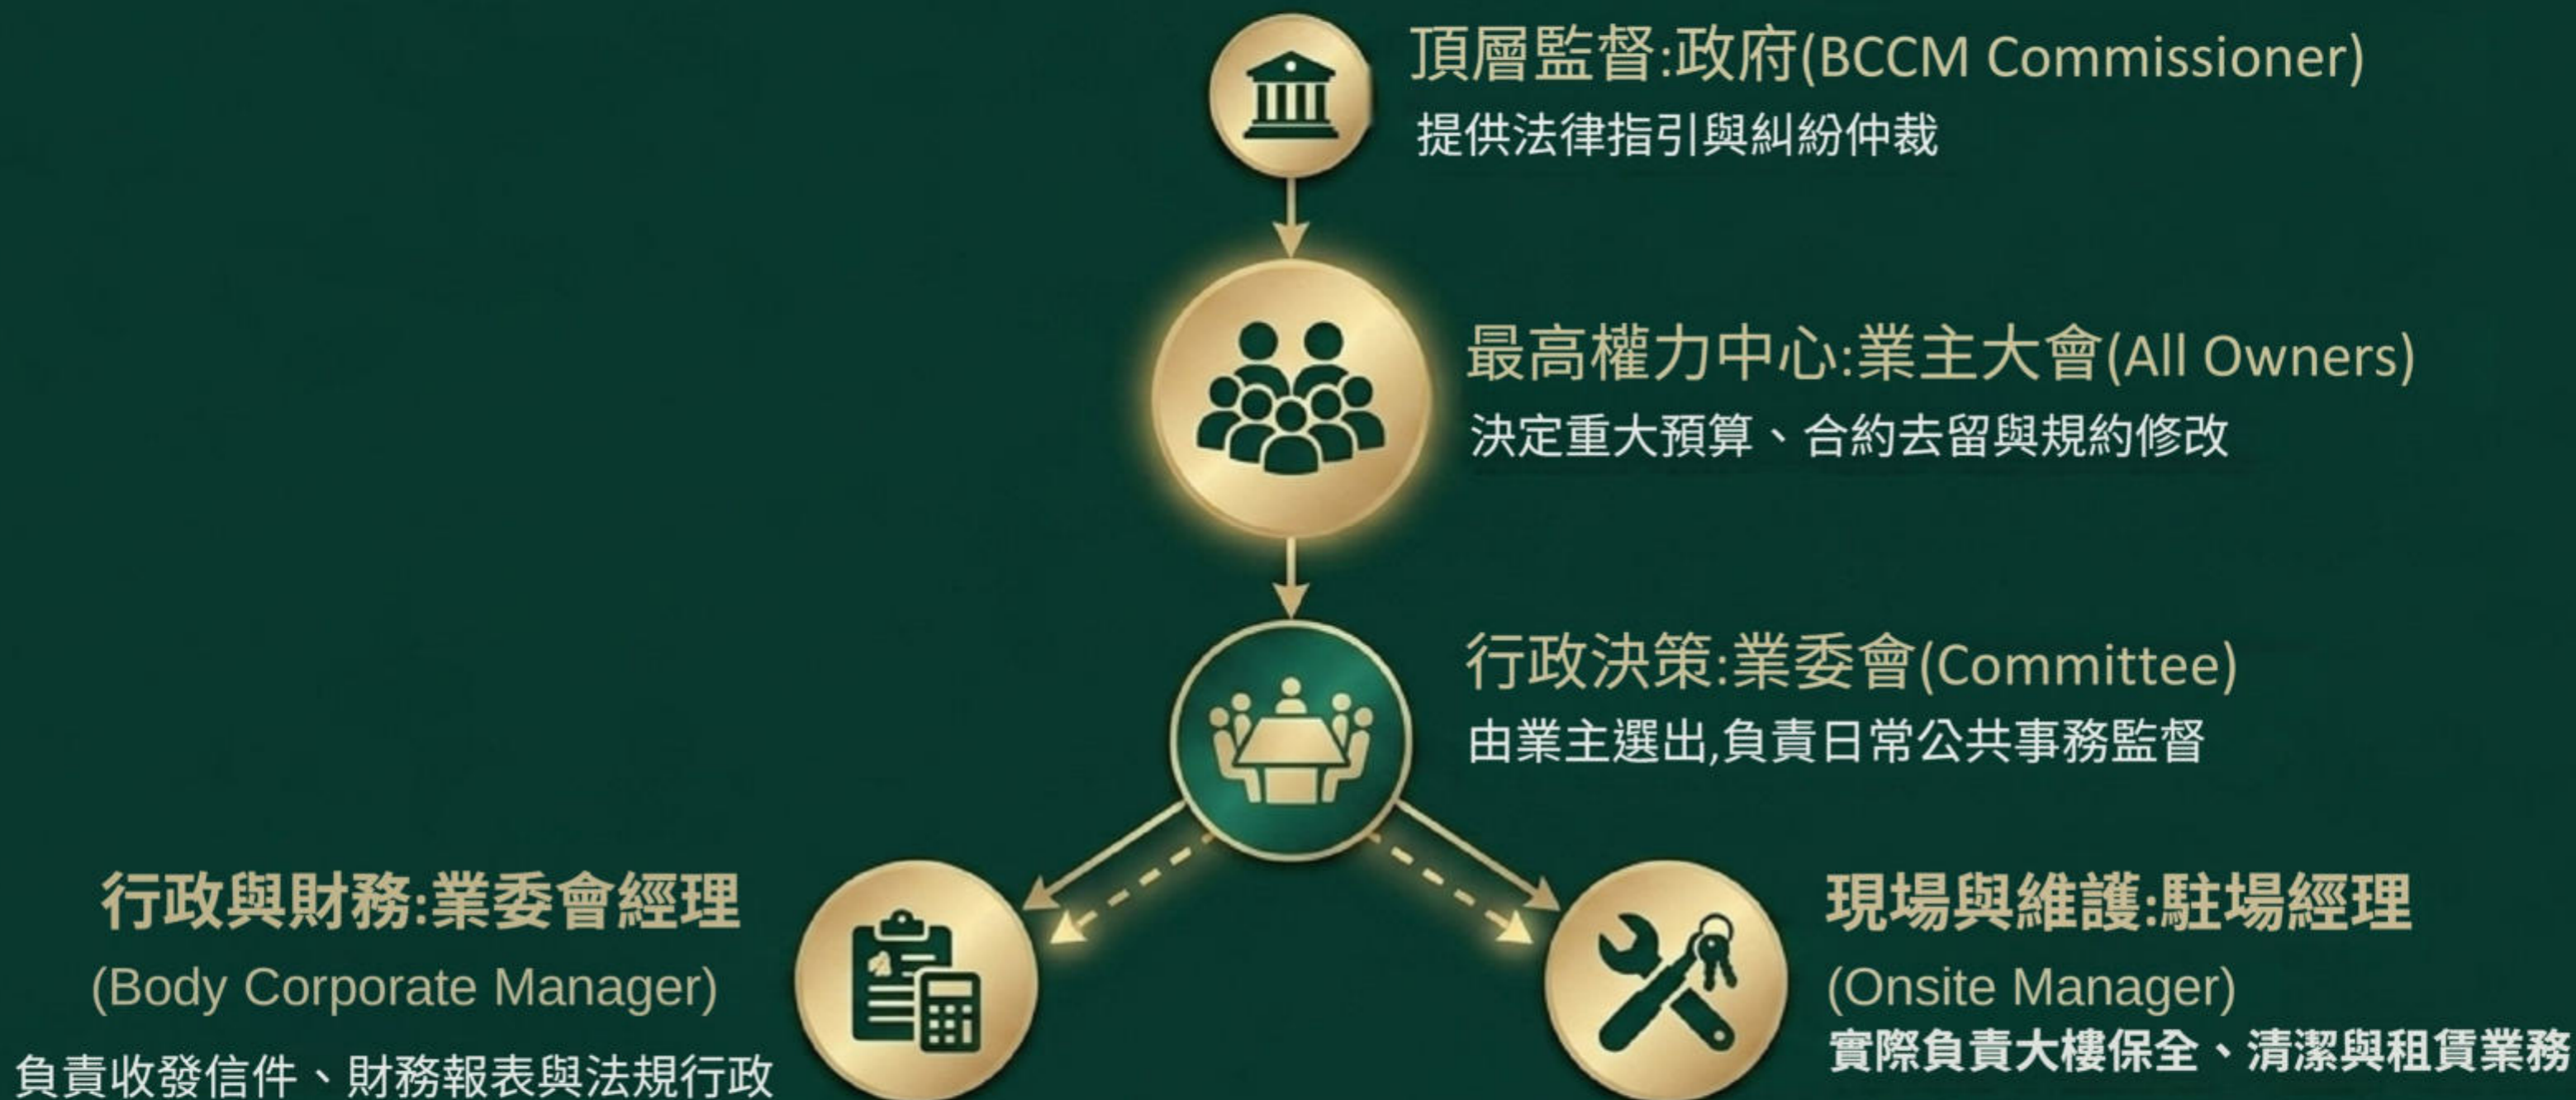 頂層監督:政府(BCCM Commissioner)
提供法律指引與糾紛仲裁
最高權力中心:業主大會(All Owners)
決定重大預算、合約去留與規約修改
行政決策:業委會(Committee)
由業主選出,負責日常公共事務監督
行政與財務:業委會經理
(Body Corporate Manager)
負責收發信件、財務報表與法規行政
現場與維護:駐場經理
(Onsite Manager)
實際負責大樓保全、清潔與租賃業務